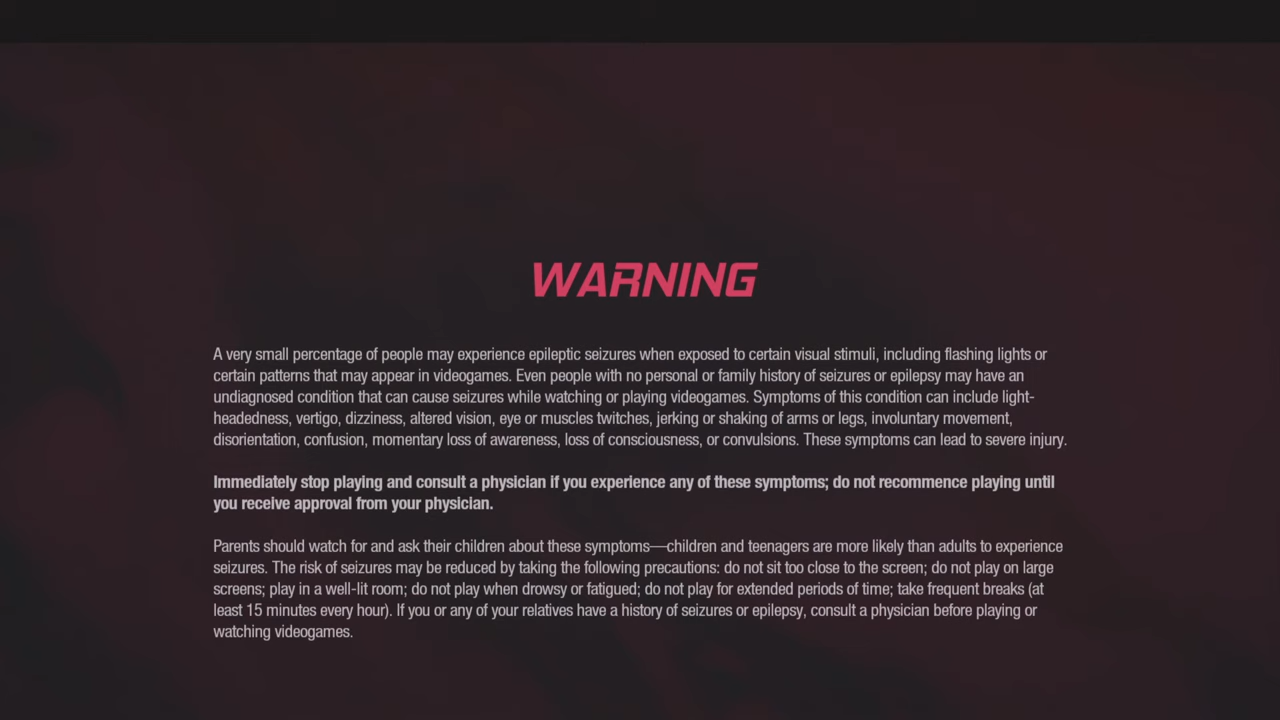 WARNING
A very small percentage of people may experience epileptic seizures when exposed to certain visual stimuli, including flashing lights or
certain patterns that may appear in videogames. Even people with no personal or family history of seizures or epilepsy may have an
undiagnosed condition that can cause seizures while watching or playing videogames. Symptoms of this condition can include light-
headedness, vertigo, dizziness, altered vision, eye or muscles twitches, jerking or shaking of arms or legs, involuntary movement,
disorientation, confusion, momentary loss of awareness, loss of consciousness, or convulsions. These symptoms can lead to severe injury.
Immediately stop playing and consult a physician if you experience any of these symptoms; do not recommence playing until
you receive approval from your physician.
Parents should watch for and ask their children about these symptoms—children and teenagers are more likely than adults to experience
seizures. The risk of seizures may be reduced by taking the following precautions: do not sit too close to the screen; do not play on large
screens; play in a well-lit room; do not play when drowsy or fatigued; do not play for extended periods of time; take frequent breaks (at
least 15 minutes every hour). If you or any of your relatives have a history of seizures or epilepsy, consult a physician before playing or
watching videogames.